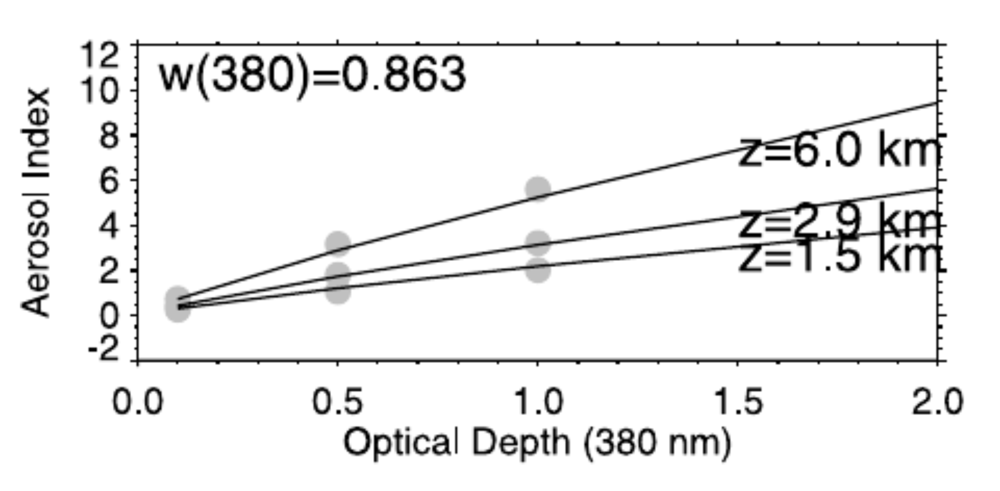 12
w(380)=0.863
10
8
z=6.0 km
6
4
z=2.9 km
z=1.5 km
2
0
-2
Aerosol Index
0.0 0.5 1.0 1.5 2.0
Optical Depth (380 nm)